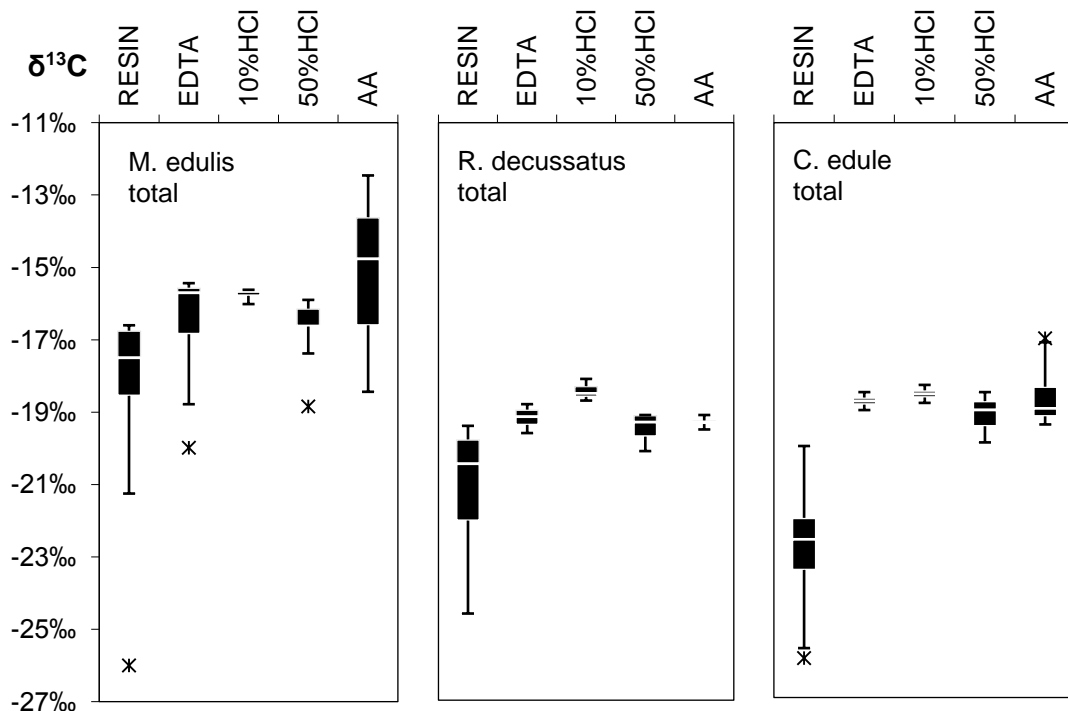 δ¹³C
RESIN
EDTA
10%HCl
50%HCl
AA
RESIN
EDTA
10%HCl
50%HCl
AA
RESIN
EDTA
10%HCl
50%HCl
AA
-11‰
-13‰
-15‰
-17‰
-19‰
-21‰
-23‰
-25‰
-27‰
M. edulis
total
R. decussatus
total
C. edule
total